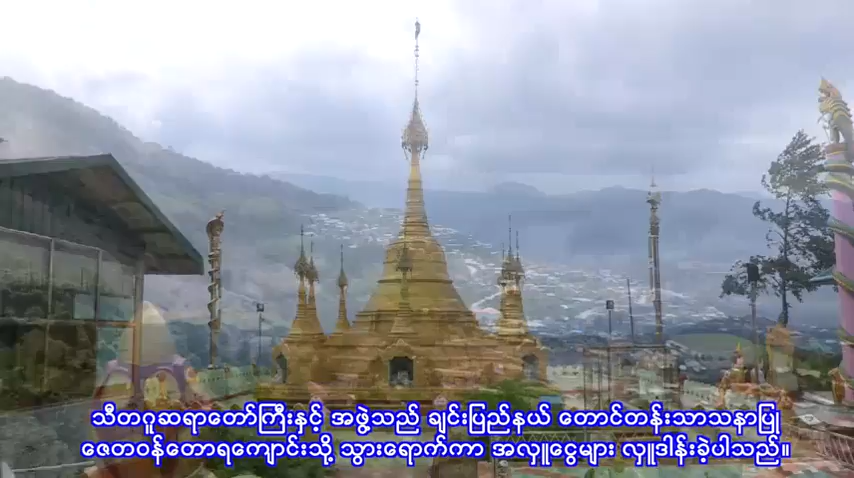 သီတဂူဆရာတော်ကြီးနှင့် အဖွဲ့သည် ချင်းပြည်နယ် တောင်တန်းသာသနာပြု
ဇေတဝန်တောရကျောင်းသို့ သွားရောက်ကာ အလှူငွေများ လှူဒါန်းခဲ့ပါသည်။